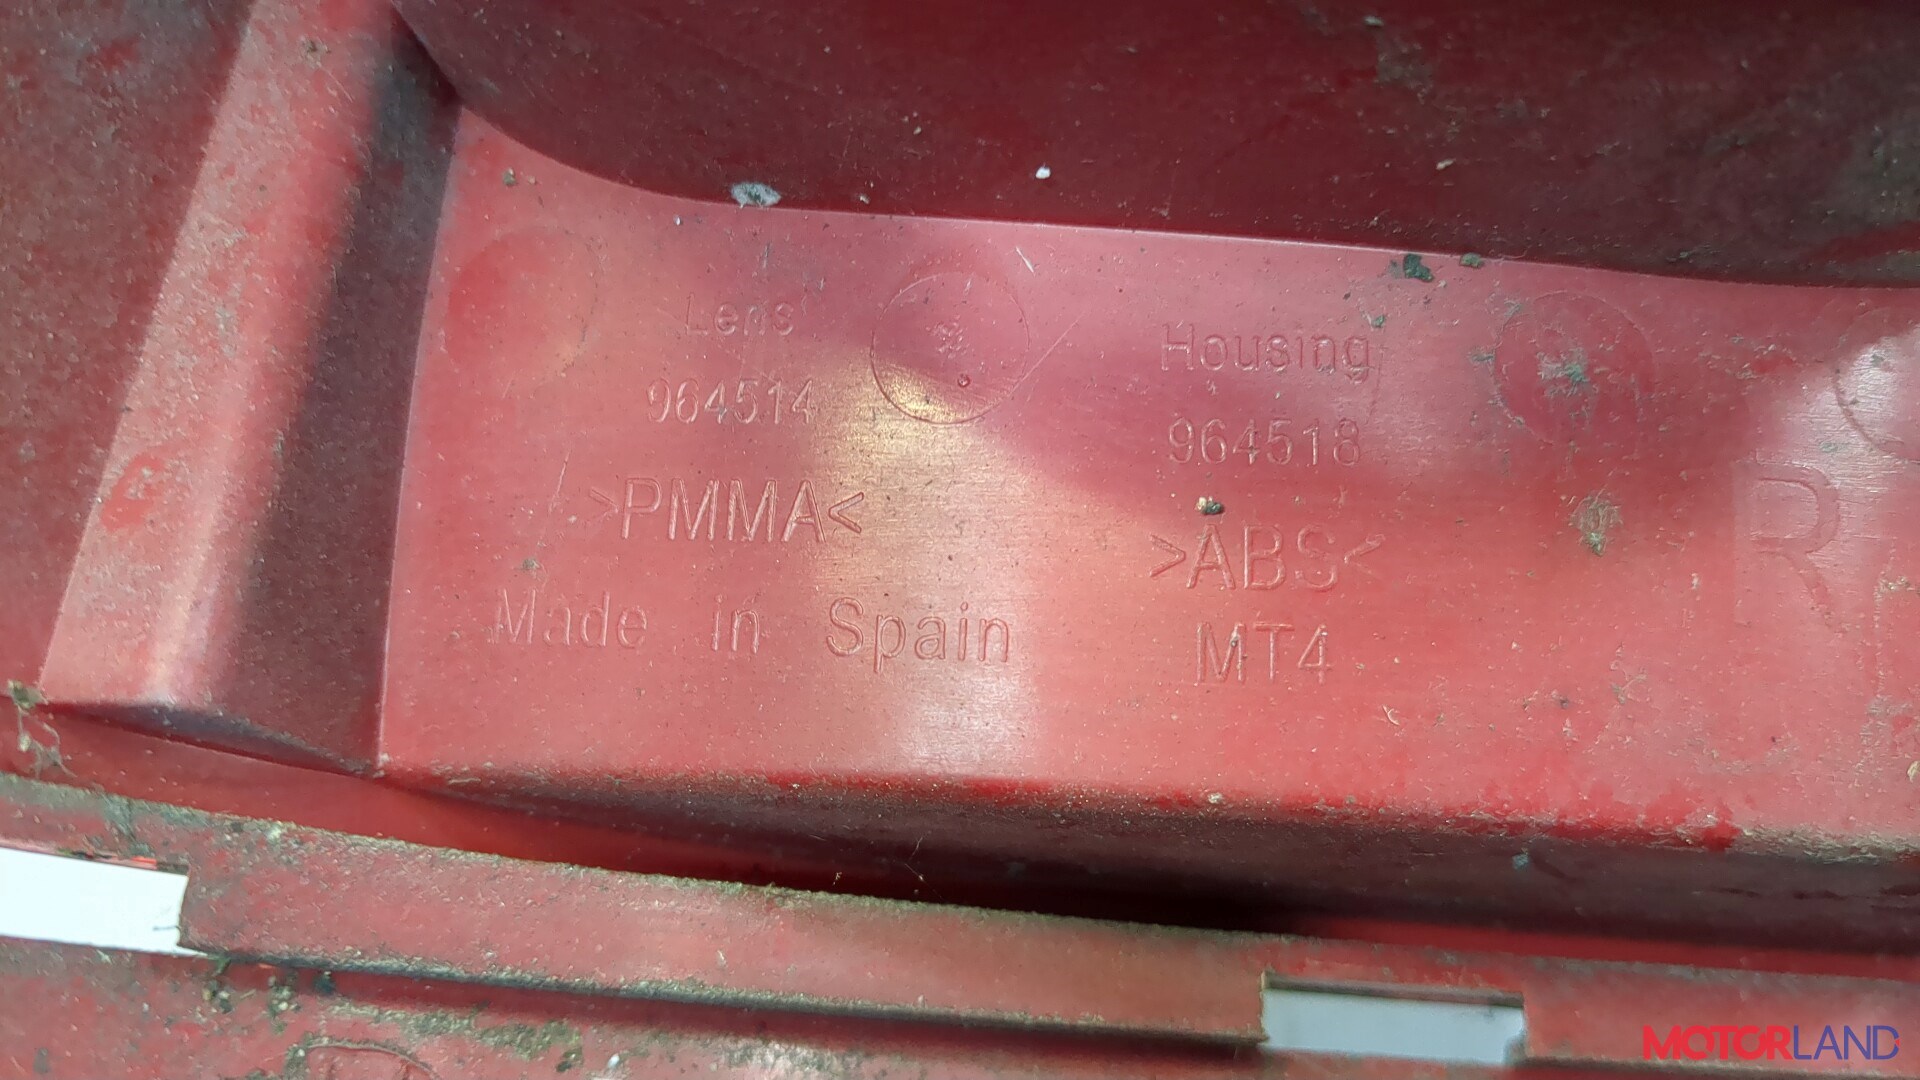 Lens
964514
>PMMA<
Made in Spain
Housing
964518
>ABS<
MT4
R
MOTORLAND